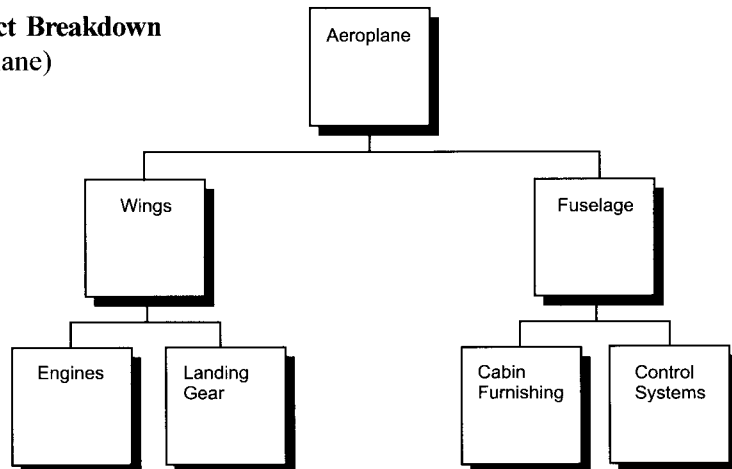 ct Breakdown
ane)
Aeroplane
Wings
Fuselage
Engines
Landing
Gear
Cabin
Furnishing
Control
Systems